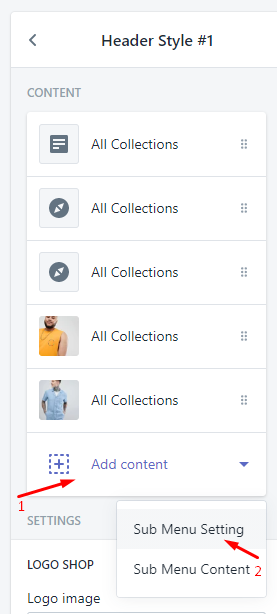 Header Style #1
CONTENT
All Collections
All Collections
All Collections
All Collections
All Collections
Add content
1
SETTINGS
Sub Menu Setting
2
LOGO SHOP
Sub Menu Content
Logo image